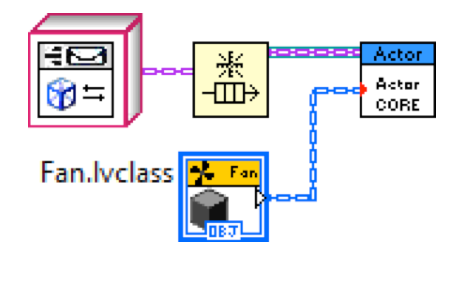 Actor
Actor
CORE
Fan.lvclass
Fan
OBJ